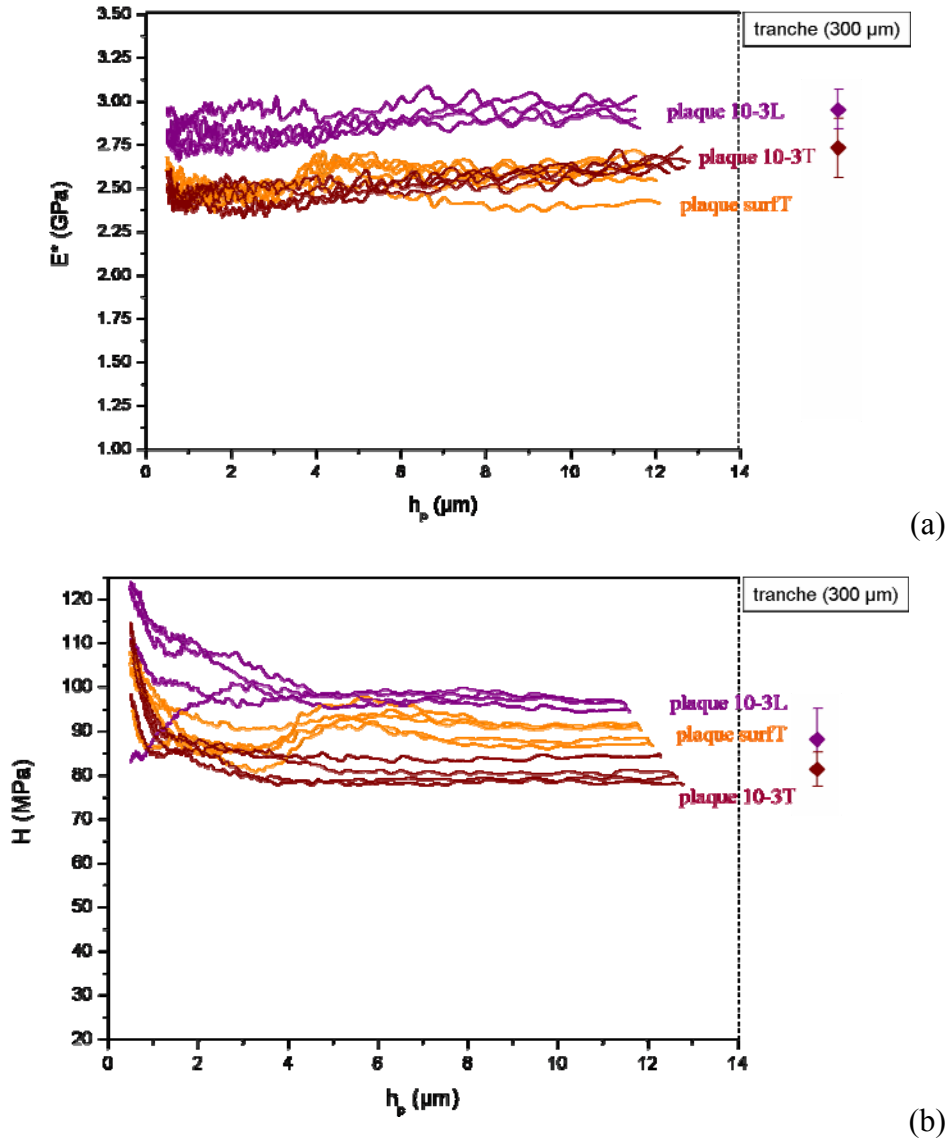 3.50
3.25
3.00
2.75
2.50
2.25
2.00
1.75
1.50
1.25
1.00
E* (GPa)
0 2 4 6 8 10 12 14
hp (µm)
tranche (300 µm)
plaque 10-3L
plaque 10-3T
plaque surfT
(a)
120
110
100
90
80
70
60
50
40
30
20
H (MPa)
0 2 4 6 8 10 12 14
hp (µm)
tranche (300 µm)
plaque 10-3L
plaque surfT
plaque 10-3T
(b)